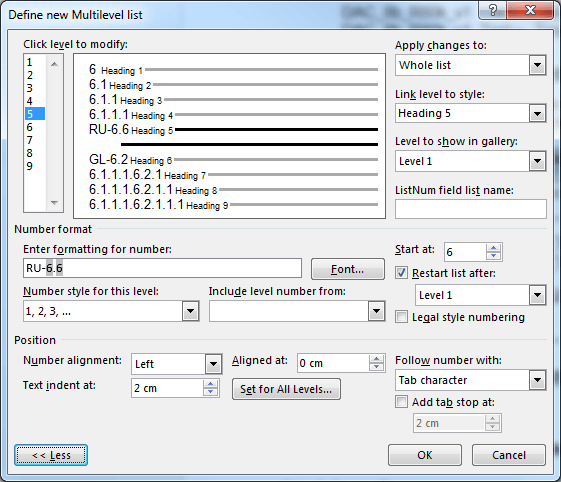 Define new Multilevel list
Click level to modify:
1
2
3
4
5
6
7
8
9
6 Heading 1
6.1 Heading 2
6.1.1 Heading 3
6.1.1.1 Heading 4
RU-6.6 Heading 5
GL-6.2 Heading 6
6.1.1.1.6.2.1 Heading 7
6.1.1.1.6.2.1.1 Heading 8
6.1.1.1.6.2.1.1.1 Heading 9
Apply changes to:
Whole list
Link level to style:
Heading 5
Level to show in gallery:
Level 1
ListNum field list name:
Number format
Enter formatting for number:
RU-6.6
Font...
Start at: 6
Restart list after:
Level 1
Legal style numbering
Number style for this level:
1, 2, 3, ...
Include level number from:
Position
Number alignment: Left
Aligned at: 0 cm
Text indent at: 2 cm
Set for All Levels...
Follow number with:
Tab character
Add tab stop at:
2 cm
<< Less
OK
Cancel